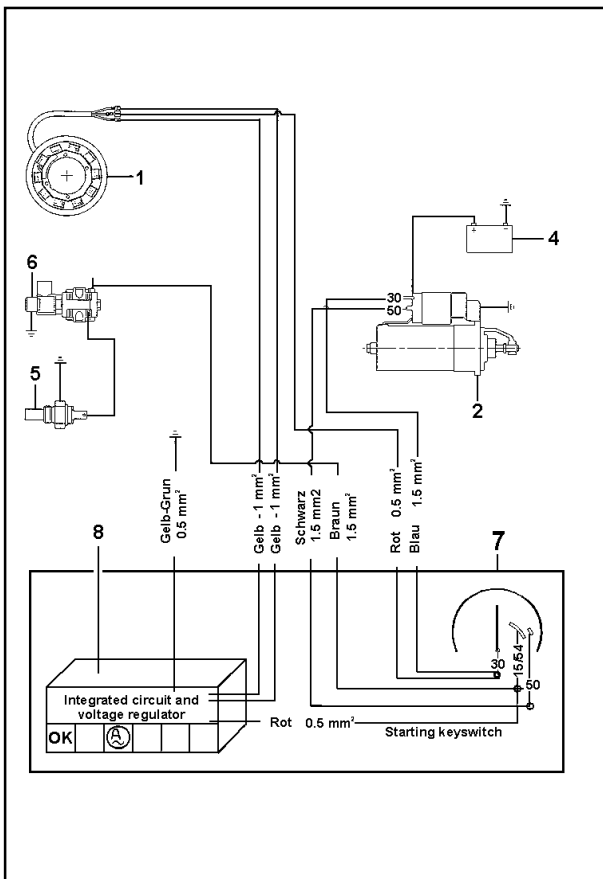 1
6
4
30
50
5
2
Gelb-Grun
0.5 mm²
Gelb - 1 mm²
Gelb - 1 mm²
Schwarz
1.5 mm2
Braun
1.5 mm²
Rot 0.5 mm²
Blau 1.5 mm²
8
7
30
15/54
50
Integrated circuit and
voltage regulator
Rot 0.5 mm²
Starting keyswitch
OK
A